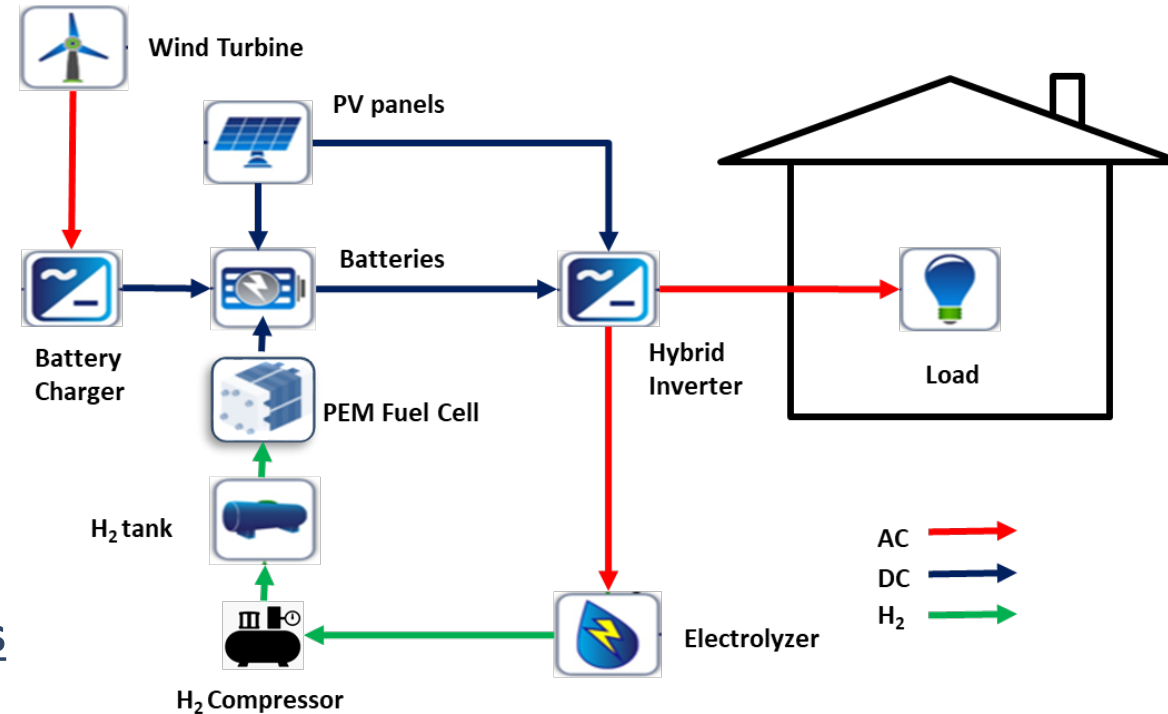 Wind Turbine
PV panels
Batteries
Battery
Charger
Hybrid
Inverter
Load
PEM Fuel Cell
H₂ tank
AC
DC
H₂
S
Electrolyzer
H₂ Compressor